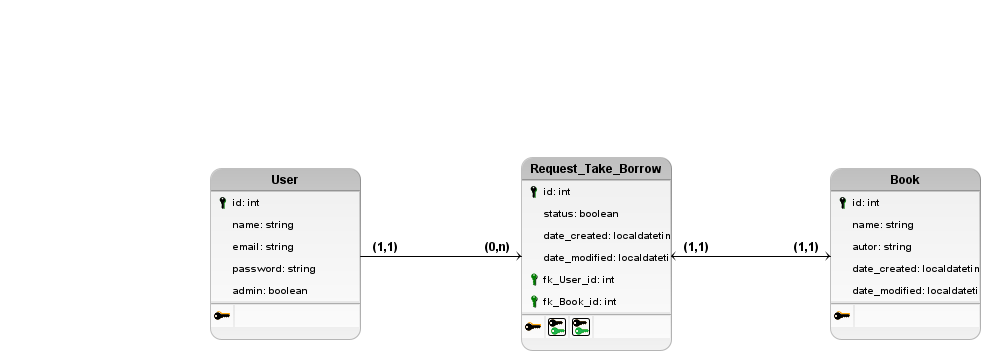 User
id: int
name: string
email: string
password: string
admin: boolean
(1,1)
(0,n)
Request_Take_Borrow
id: int
status: boolean
date_created: localdatetin
date_modified: localdateti
fk_User_id: int
fk_Book_id: int
(1,1)
(1,1)
Book
id: int
name: string
autor: string
date_created: localdatetin
date_modified: localdateti